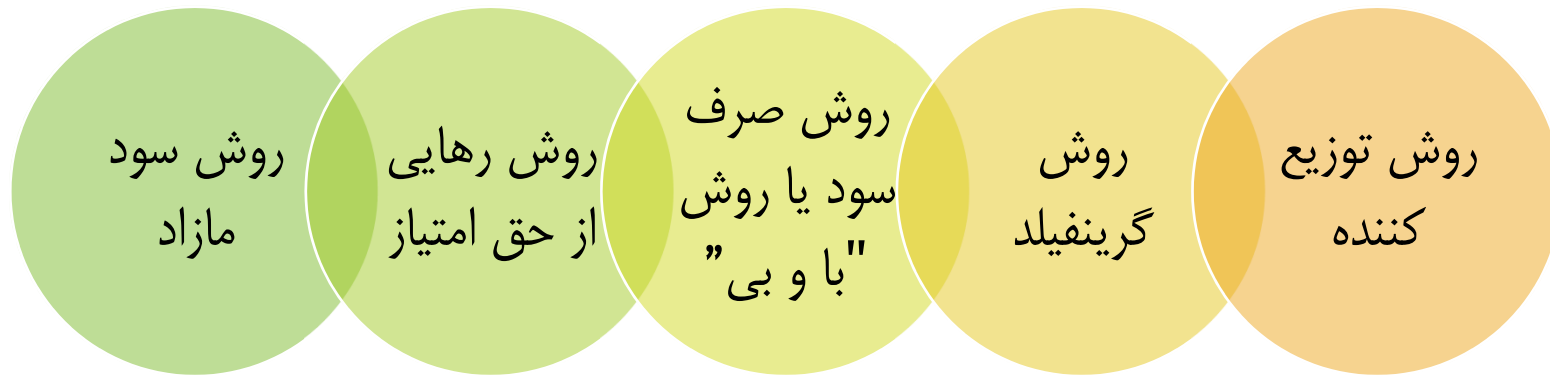 روش توزیع
کننده
روش
گرینفیلد
روش صرف
سود یا روش
"با و بی”
روش رهایی
از حق امتیاز
روش سود
مازاد